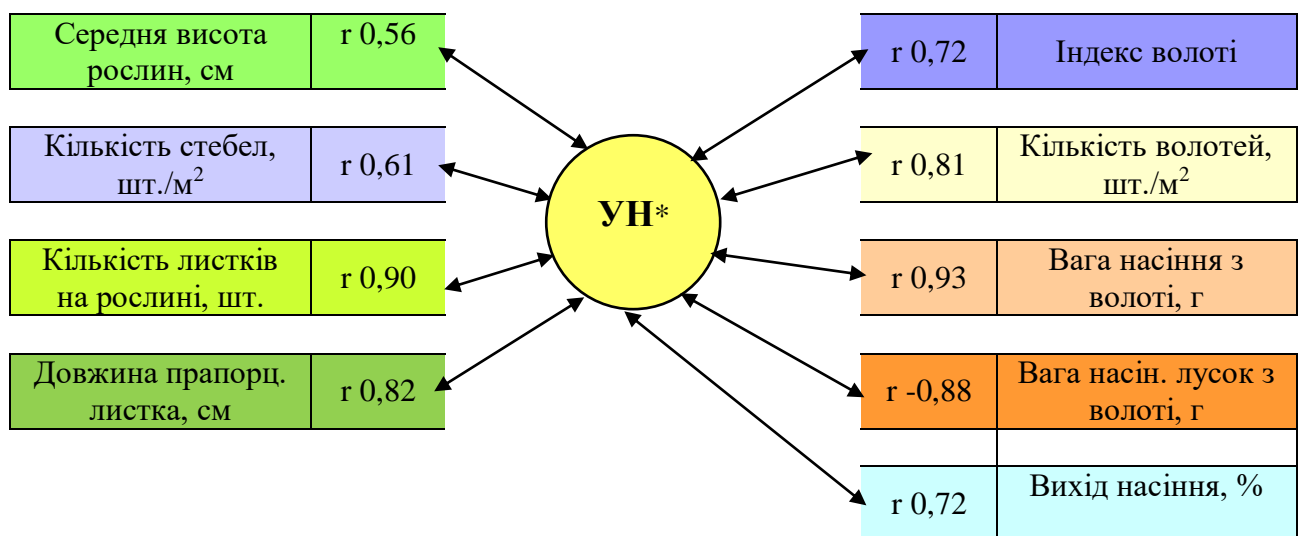 Середня висота
рослин, см
r 0,56
Кількість стебел,
шт./м²
r 0,61
Кількість листків
на рослині, шт.
r 0,90
Довжина прапорц.
листка, см
r 0,82
УН*
r 0,72
Індекс волоті
r 0,81
Кількість волотей,
шт./м²
r 0,93
Вага насіння з
волоті, г
r -0,88
Вага насін. лусок з
волоті, г
r 0,72
Вихід насіння, %